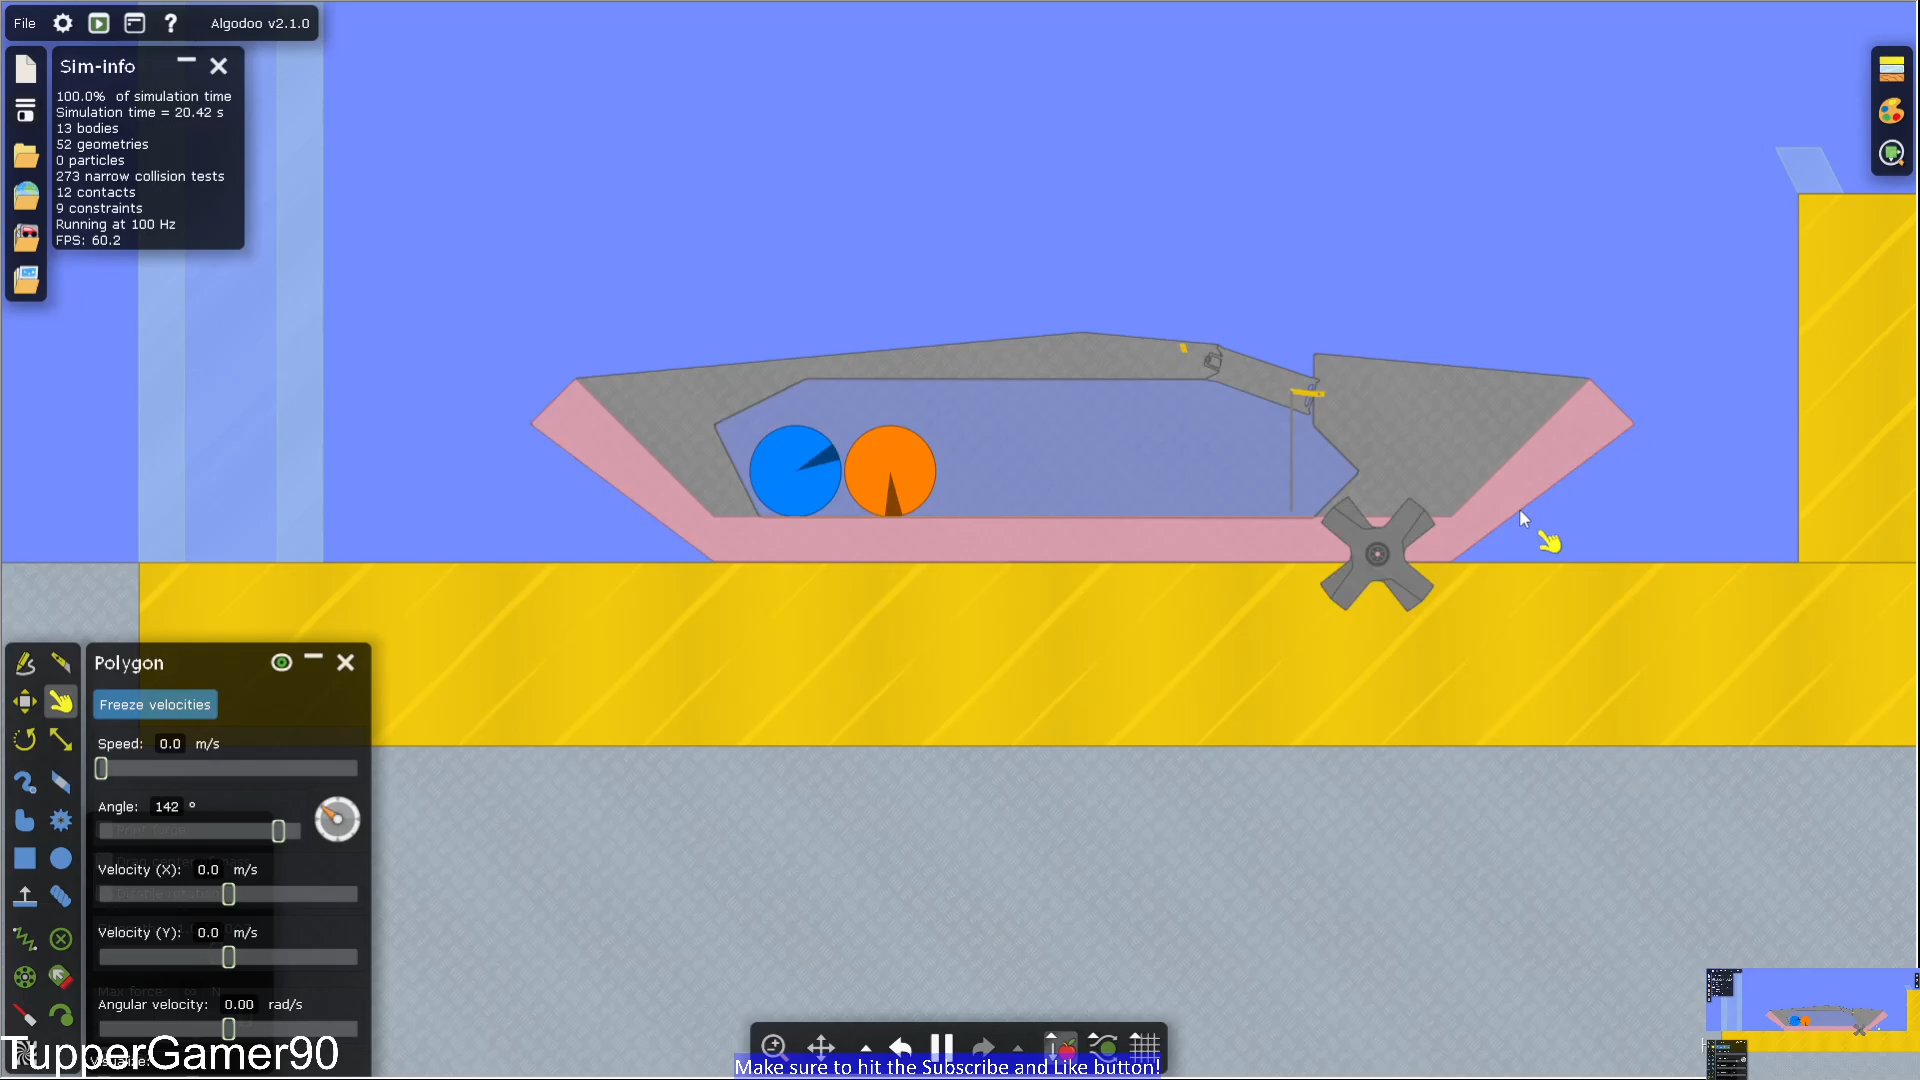 File
Algodoo v2.1.0
Sim-info
100.0% of simulation time
Simulation time = 20.42 s
13 bodies
52 geometries
0 particles
273 narrow collision tests
12 contacts
9 constraints
Running at 100 Hz
FPS: 60.2
Polygon
Freeze velocities
Speed: 0.0 m/s
Angle: 142 °
Velocity (X): 0.0 m/s
Velocity (Y): 0.0 m/s
Angular velocity: 0.00 rad/s
TupperGamer90
Make sure to hit the Subscribe and Like button!